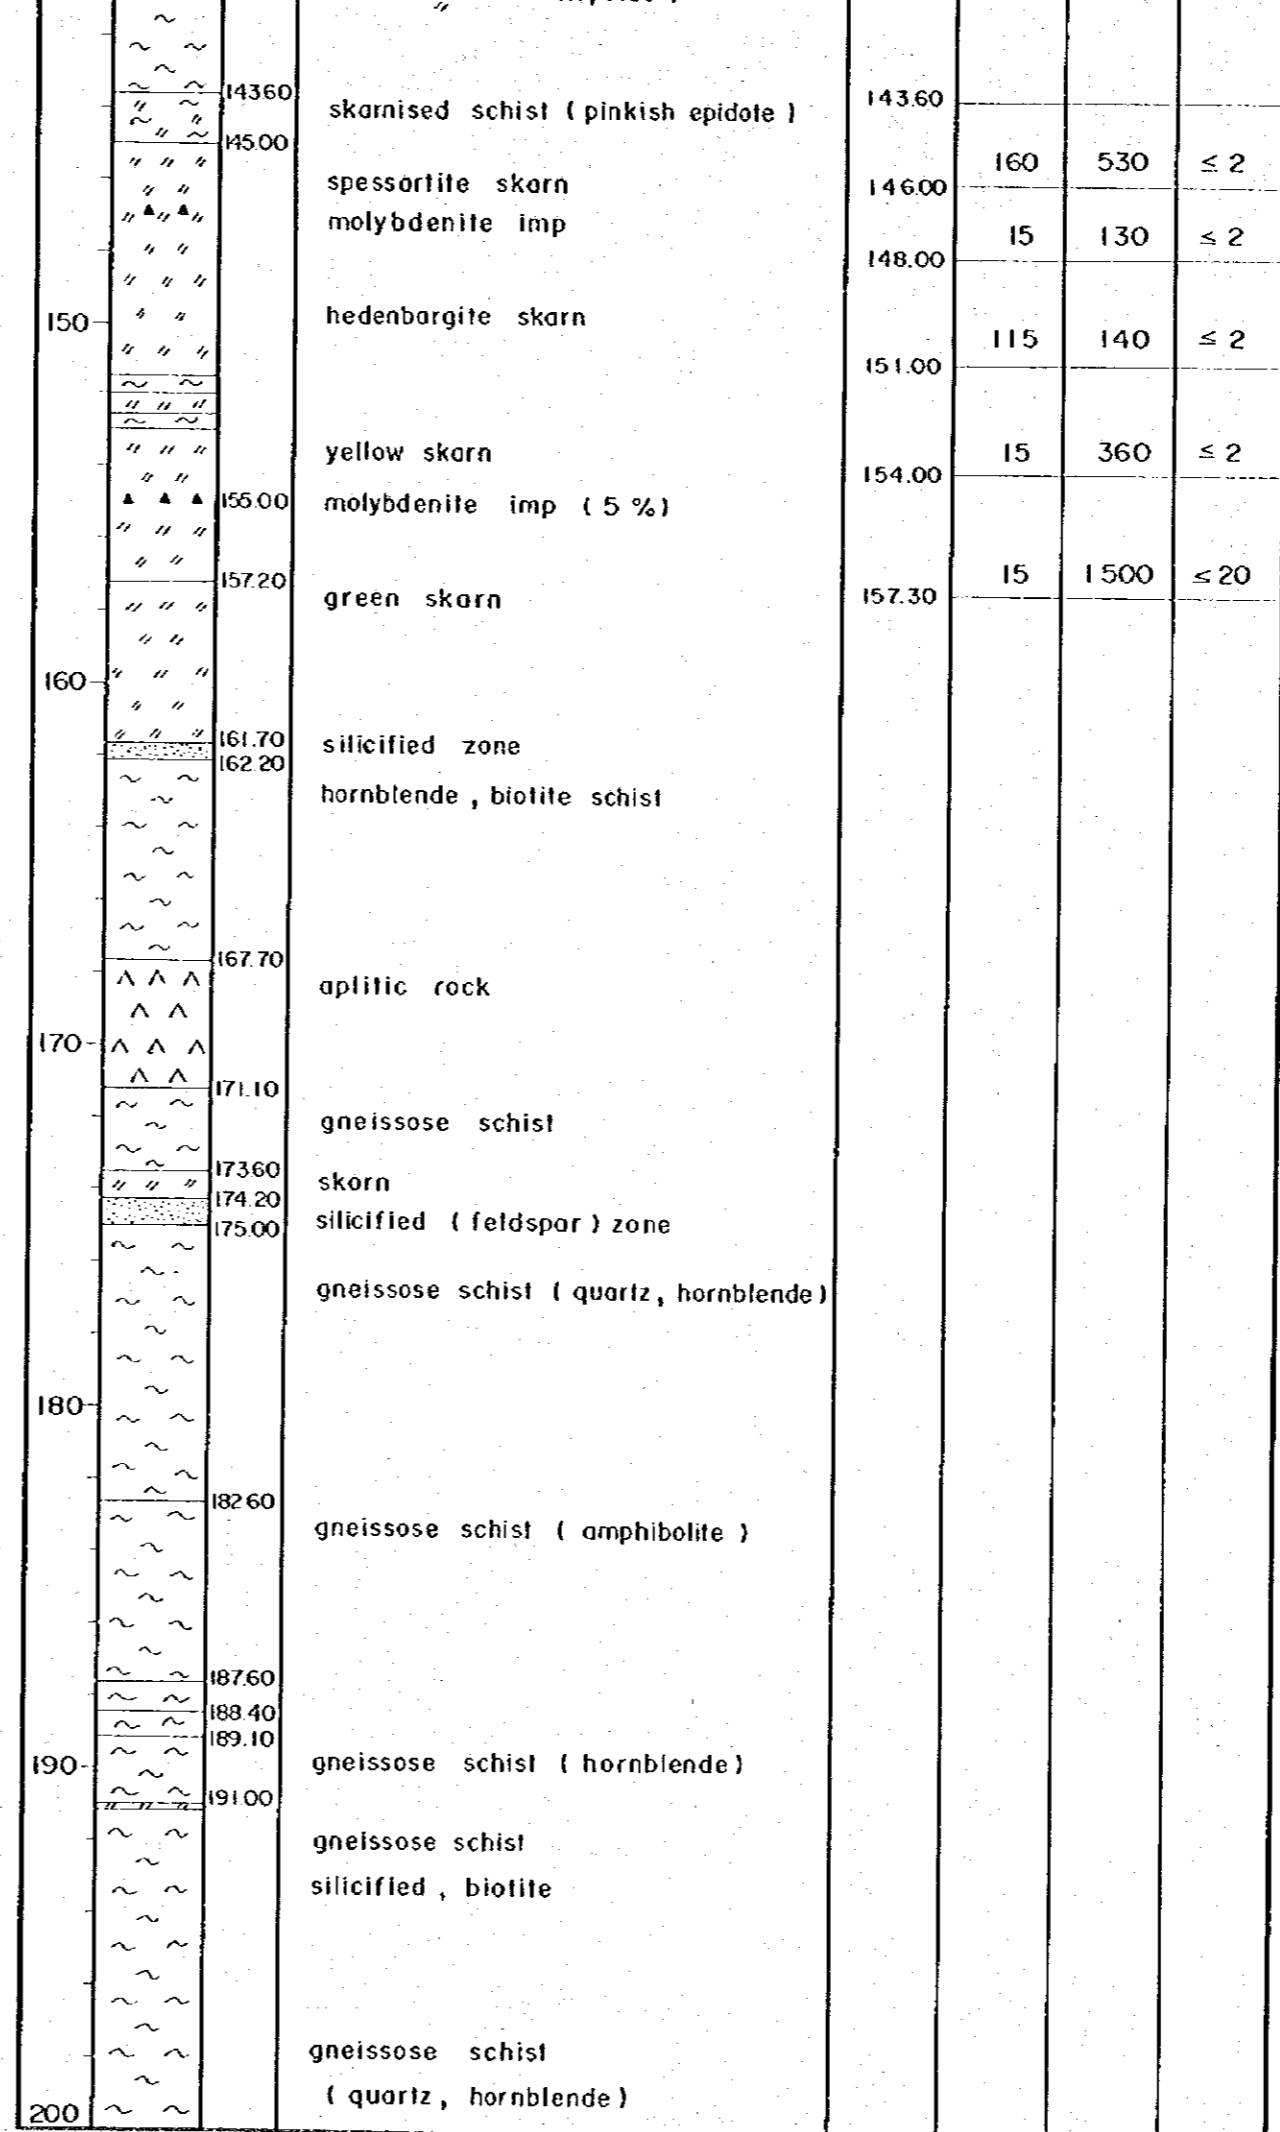 143.60
skarnised schist ( pinkish epidote )
143.60
145.00
160 530 ≤ 2
spessartite skarn
146.00
molybdenite imp
15 130 ≤ 2
148.00
150
hedenbargite skarn
115 140 ≤ 2
151.00
yellow skarn
15 360 ≤ 2
154.00
155.00
molybdenite imp ( 5 % )
157.20
15 1500 ≤ 20
green skarn
157.30
160
161.70
silicified zone
162.20
hornblende , biotite schist
167.70
aplitic rock
170
171.10
gneissose schist
173.60
skarn
174.20
silicified ( feldspar ) zone
175.00
gneissose schist ( quartz , hornblende )
180
182.60
gneissose schist ( amphibolite )
187.60
188.40
189.10
190
gneissose schist ( hornblende )
191.00
gneissose schist
silicified , biotite
gneissose schist
( quartz , hornblende )
200